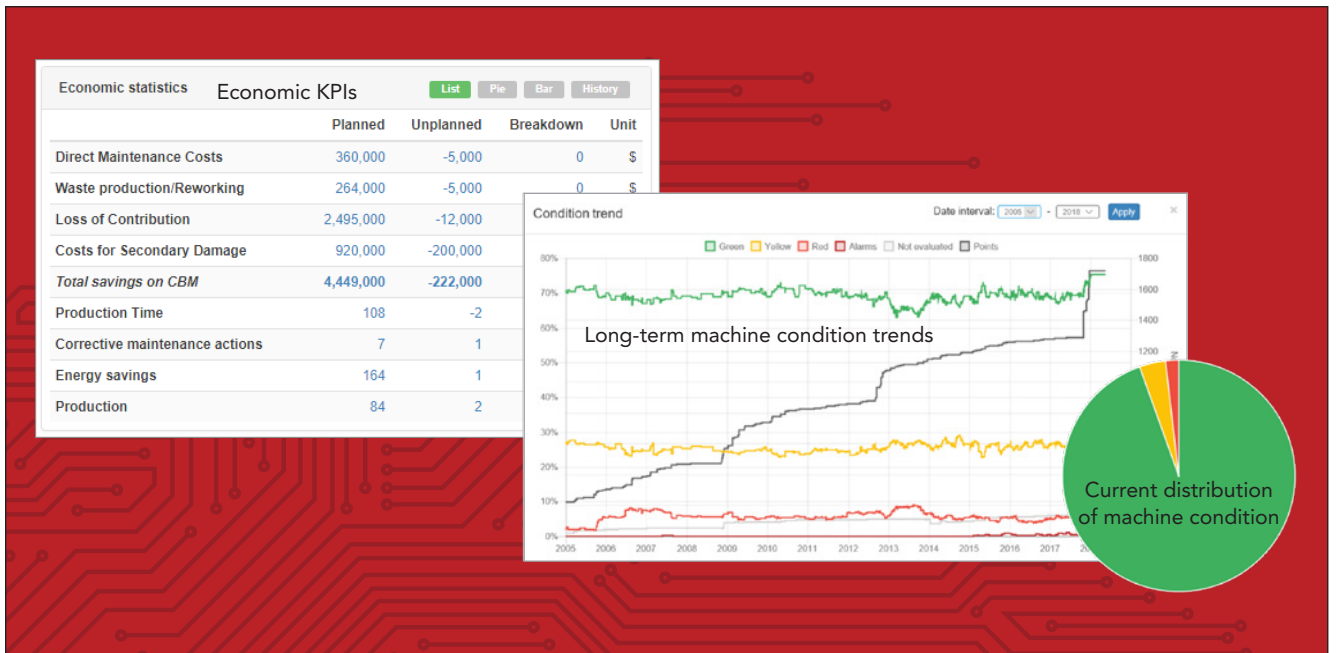 Economic statistics Economic KPIs List Pie Bar History
Planned Unplanned Breakdown Unit
Direct Maintenance Costs 360,000 -5,000 0 $
Waste production/Reworking 264,000 -5,000 0 $
Loss of Contribution 2,495,000 -12,000
Costs for Secondary Damage 920,000 -200,000
Total savings on CBM 4,449,000 -222,000
Production Time 108 -2
Corrective maintenance actions 7 1
Energy savings 164 1
Production 84 2
Condition trend Date interval: 2005 - 2018 Apply ×
Green Yellow Red Alarms Not evaluated Points
80% 1800
70% 1600
60% 1400
Long-term machine condition trends
50% 1200
40%
30%
20%
10%
0%
2005 2006 2007 2008 2009 2010 2011 2012 2013 2014 2015 2016 2017
Current distribution
of machine condition